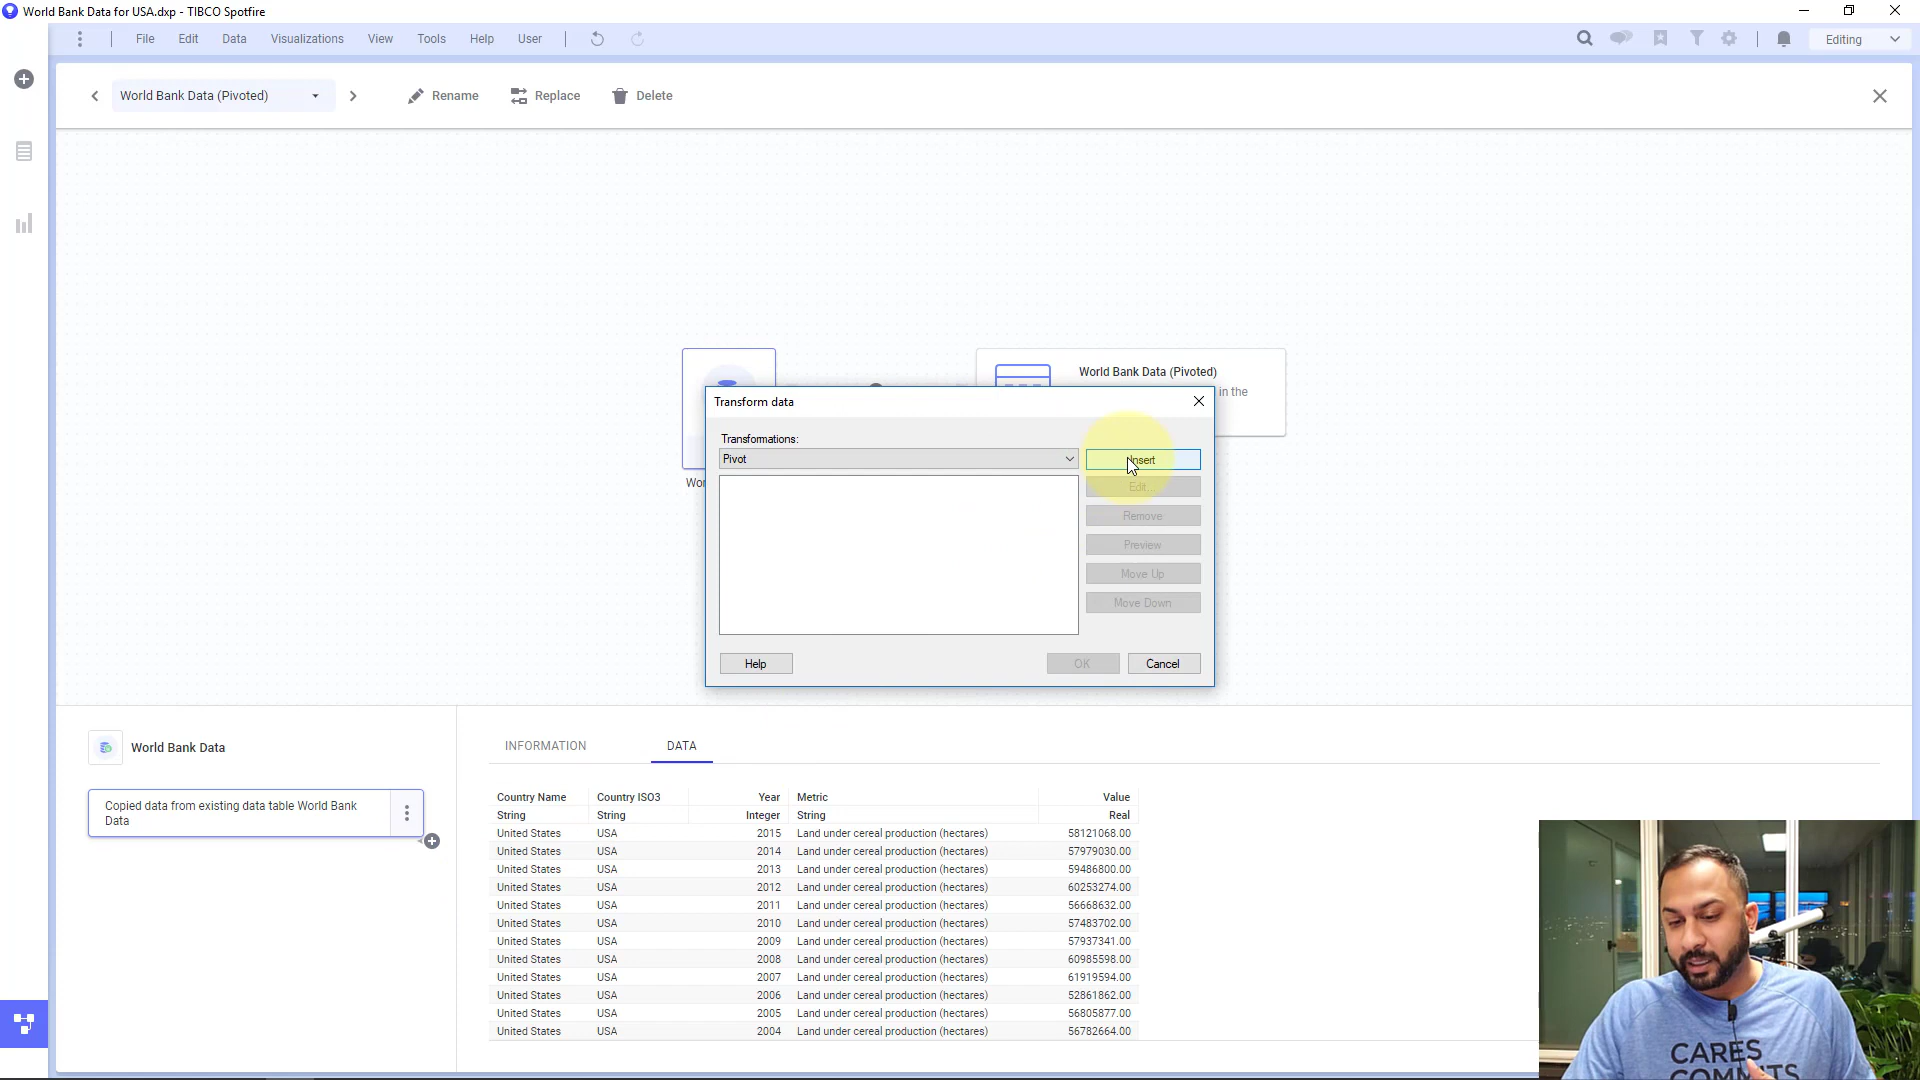 World Bank Data for USA.dxp - TIBCO Spotfire
File Edit Data Visualizations View Tools Help User
Editing
World Bank Data (Pivoted)
Rename Replace Delete
World Bank Data (Pivoted)
in the
Wor
Transform data
Transformations:
Pivot
Insert
Edit...
Remove
Preview
Move Up
Move Down
Help
OK
Cancel
World Bank Data
Copied data from existing data table World Bank
Data
INFORMATION DATA
Country Name Country ISO3 Year Metric Value
String String Integer String Real
United States USA 2015 Land under cereal production (hectares) 58121068.00
United States USA 2014 Land under cereal production (hectares) 57979030.00
United States USA 2013 Land under cereal production (hectares) 59486800.00
United States USA 2012 Land under cereal production (hectares) 60253274.00
United States USA 2011 Land under cereal production (hectares) 56668632.00
United States USA 2010 Land under cereal production (hectares) 57483702.00
United States USA 2009 Land under cereal production (hectares) 57937341.00
United States USA 2008 Land under cereal production (hectares) 60985598.00
United States USA 2007 Land under cereal production (hectares) 61919594.00
United States USA 2006 Land under cereal production (hectares) 52861862.00
United States USA 2005 Land under cereal production (hectares) 56805877.00
United States USA 2004 Land under cereal production (hectares) 56782664.00
CARES
COMMITS